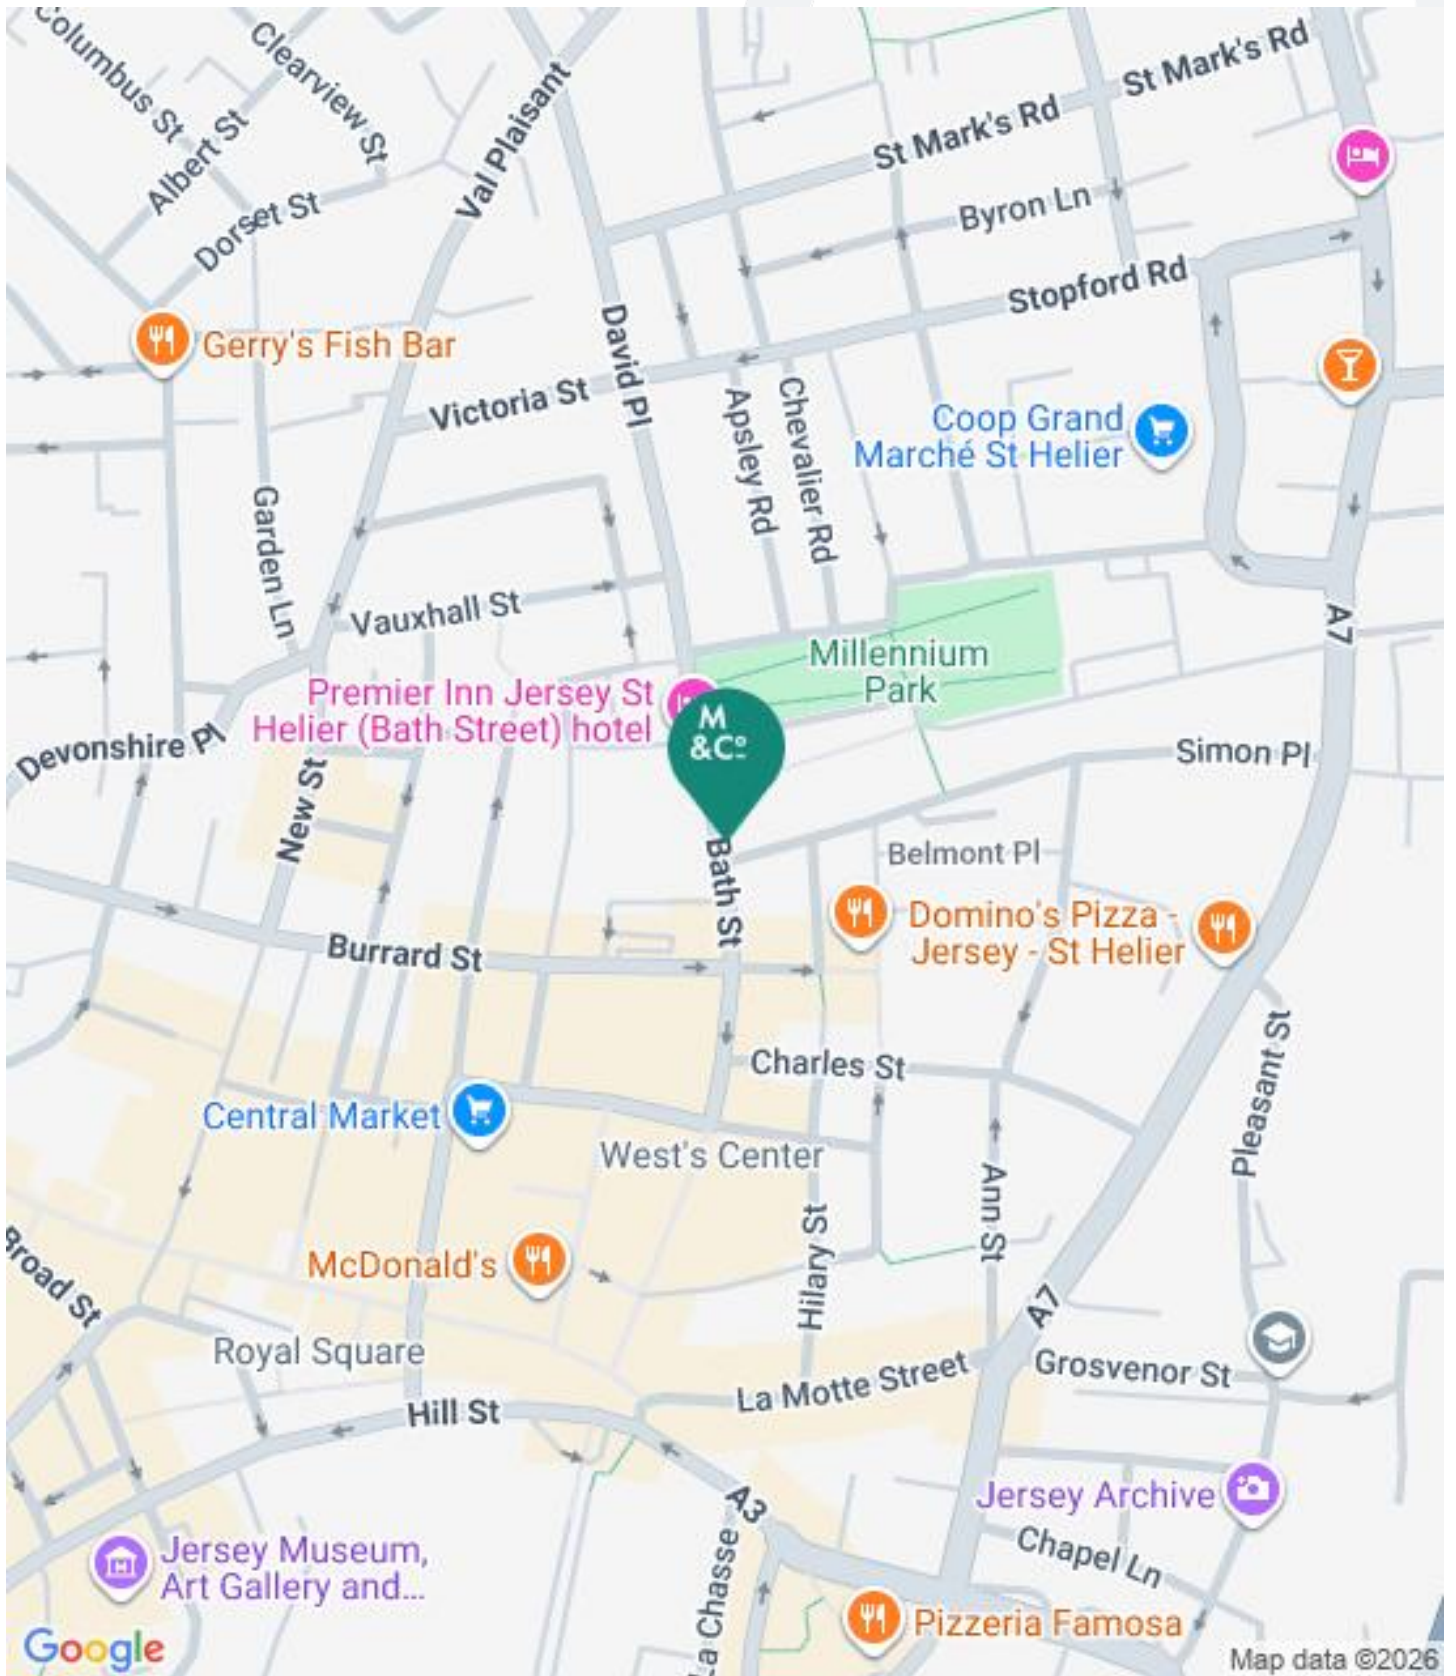 Columbus St
Clearview St
Albert St
Val Plaisant
Dorset St
St Mark's Rd
St Mark's Rd
Byron Ln
Stopford Rd
Gerry's Fish Bar
David Pl
Victoria St
Apsley Rd
Chevalier Rd
Coop Grand
Marché St Helier
Garden Ln
Vauxhall St
A7
Millennium
Park
Premier Inn Jersey St
Helier (Bath Street) hotel
M
&Cº
Devonshire Pl
New St
Simon Pl
Bath St
Belmont Pl
Domino's Pizza -
Jersey - St Helier
Burrard St
Charles St
Pleasant St
Central Market
West's Center
Ann St
Hilary St
McDonald's
Broad St
A7
Royal Square
La Motte Street
Grosvenor St
Hill St
Jersey Archive
A3
Chapel Ln
Jersey Museum,
Art Gallery and...
La Chasse
Pizzeria Famosa
Google
Map data ©2026